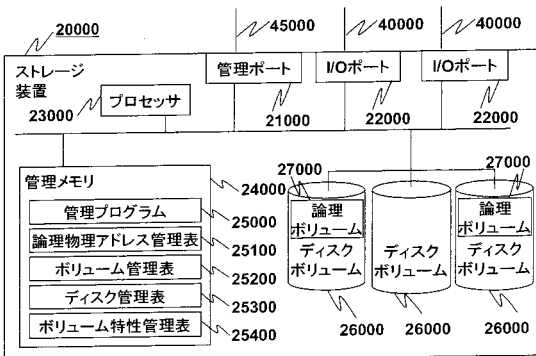 20000
45000
40000
40000
ストレージ
装置
管理ポート
I/Oポート
I/Oポート
23000
プロセッサ
21000
22000
22000
管理メモリ
24000
管理プログラム
25000
論理物理アドレス管理表
25100
ボリューム管理表
25200
ディスク管理表
25300
ボリューム特性管理表
25400
27000
27000
論理
ボリューム
ディスク
ボリューム
ディスク
ボリューム
論理
ボリューム
ディスク
ボリューム
26000
26000
26000